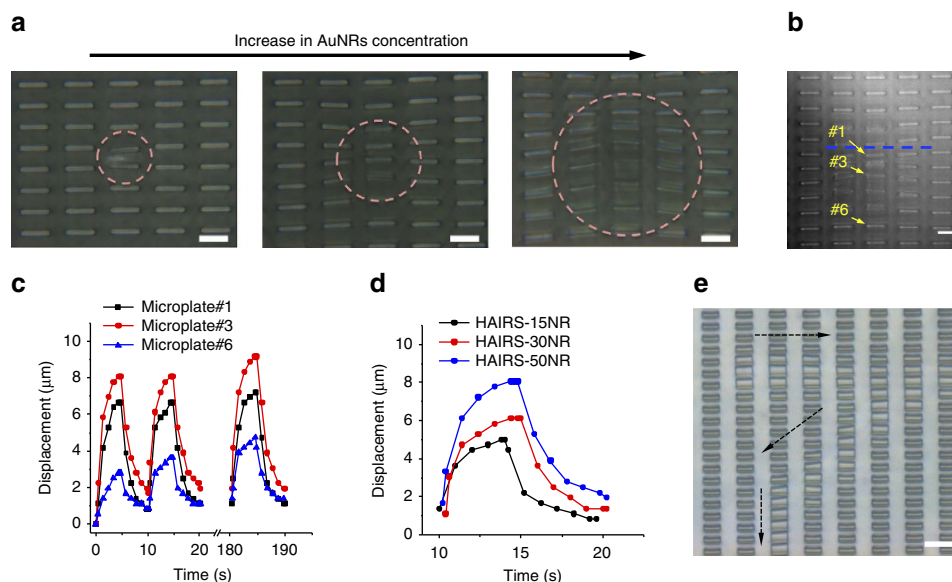 a
Increase in AuNRs concentration
b
#1
#3
#6
c
Microplate#1
Microplate#3
Microplate#6
Displacement (μm)
10
8
6
4
2
0
0 10 20 180 190
Time (s)
d
HAIRS-15NR
HAIRS-30NR
HAIRS-50NR
Displacement (μm)
10
8
6
4
2
0
10 15 20
Time (s)
e